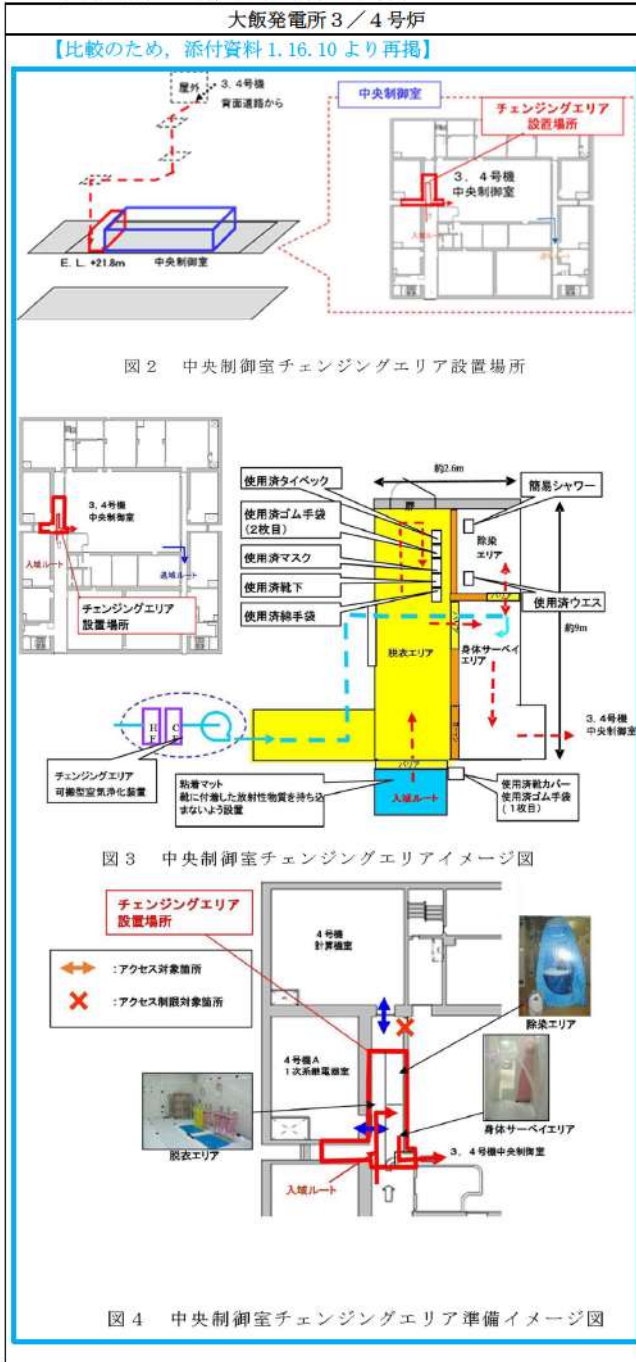 大飯発電所3／4号炉
【比較のため，添付資料 1.16.10 より再掲】
屋外
3．4号機
背面道路から
中央制御室
チェンジングエリア
設置場所
3．4号機
中央制御室
入域ルート
退域ルート
E. L. +21.8m
中央制御室
図2　中央制御室チェンジングエリア設置場所
3．4号機
中央制御室
入域ルート
退域ルート
チェンジングエリア
設置場所
使用済タイベック
使用済ゴム手袋
(2枚目)
使用済マスク
使用済靴下
使用済綿手袋
約2.6m
扉
簡易シャワー
除染
エリア
使用済ウエス
約9m
脱衣エリア
身体サーベイ
エリア
3．4号機
中央制御室
チェンジングエリア
可搬型空気浄化装置
粘着マット
靴に付着した放射性物質を持ち込
まないよう設置
バリア
入域ルート
使用済靴カバー
使用済ゴム手袋
(1枚目)
図3　中央制御室チェンジングエリアイメージ図
チェンジングエリア
設置場所
：アクセス対象箇所
：アクセス制限対象箇所
4号機
計算機室
4号機A
1次系継電器室
除染エリア
脱衣エリア
身体サーベイエリア
3．4号機中央制御室
入域ルート
図4　中央制御室チェンジングエリア準備イメージ図